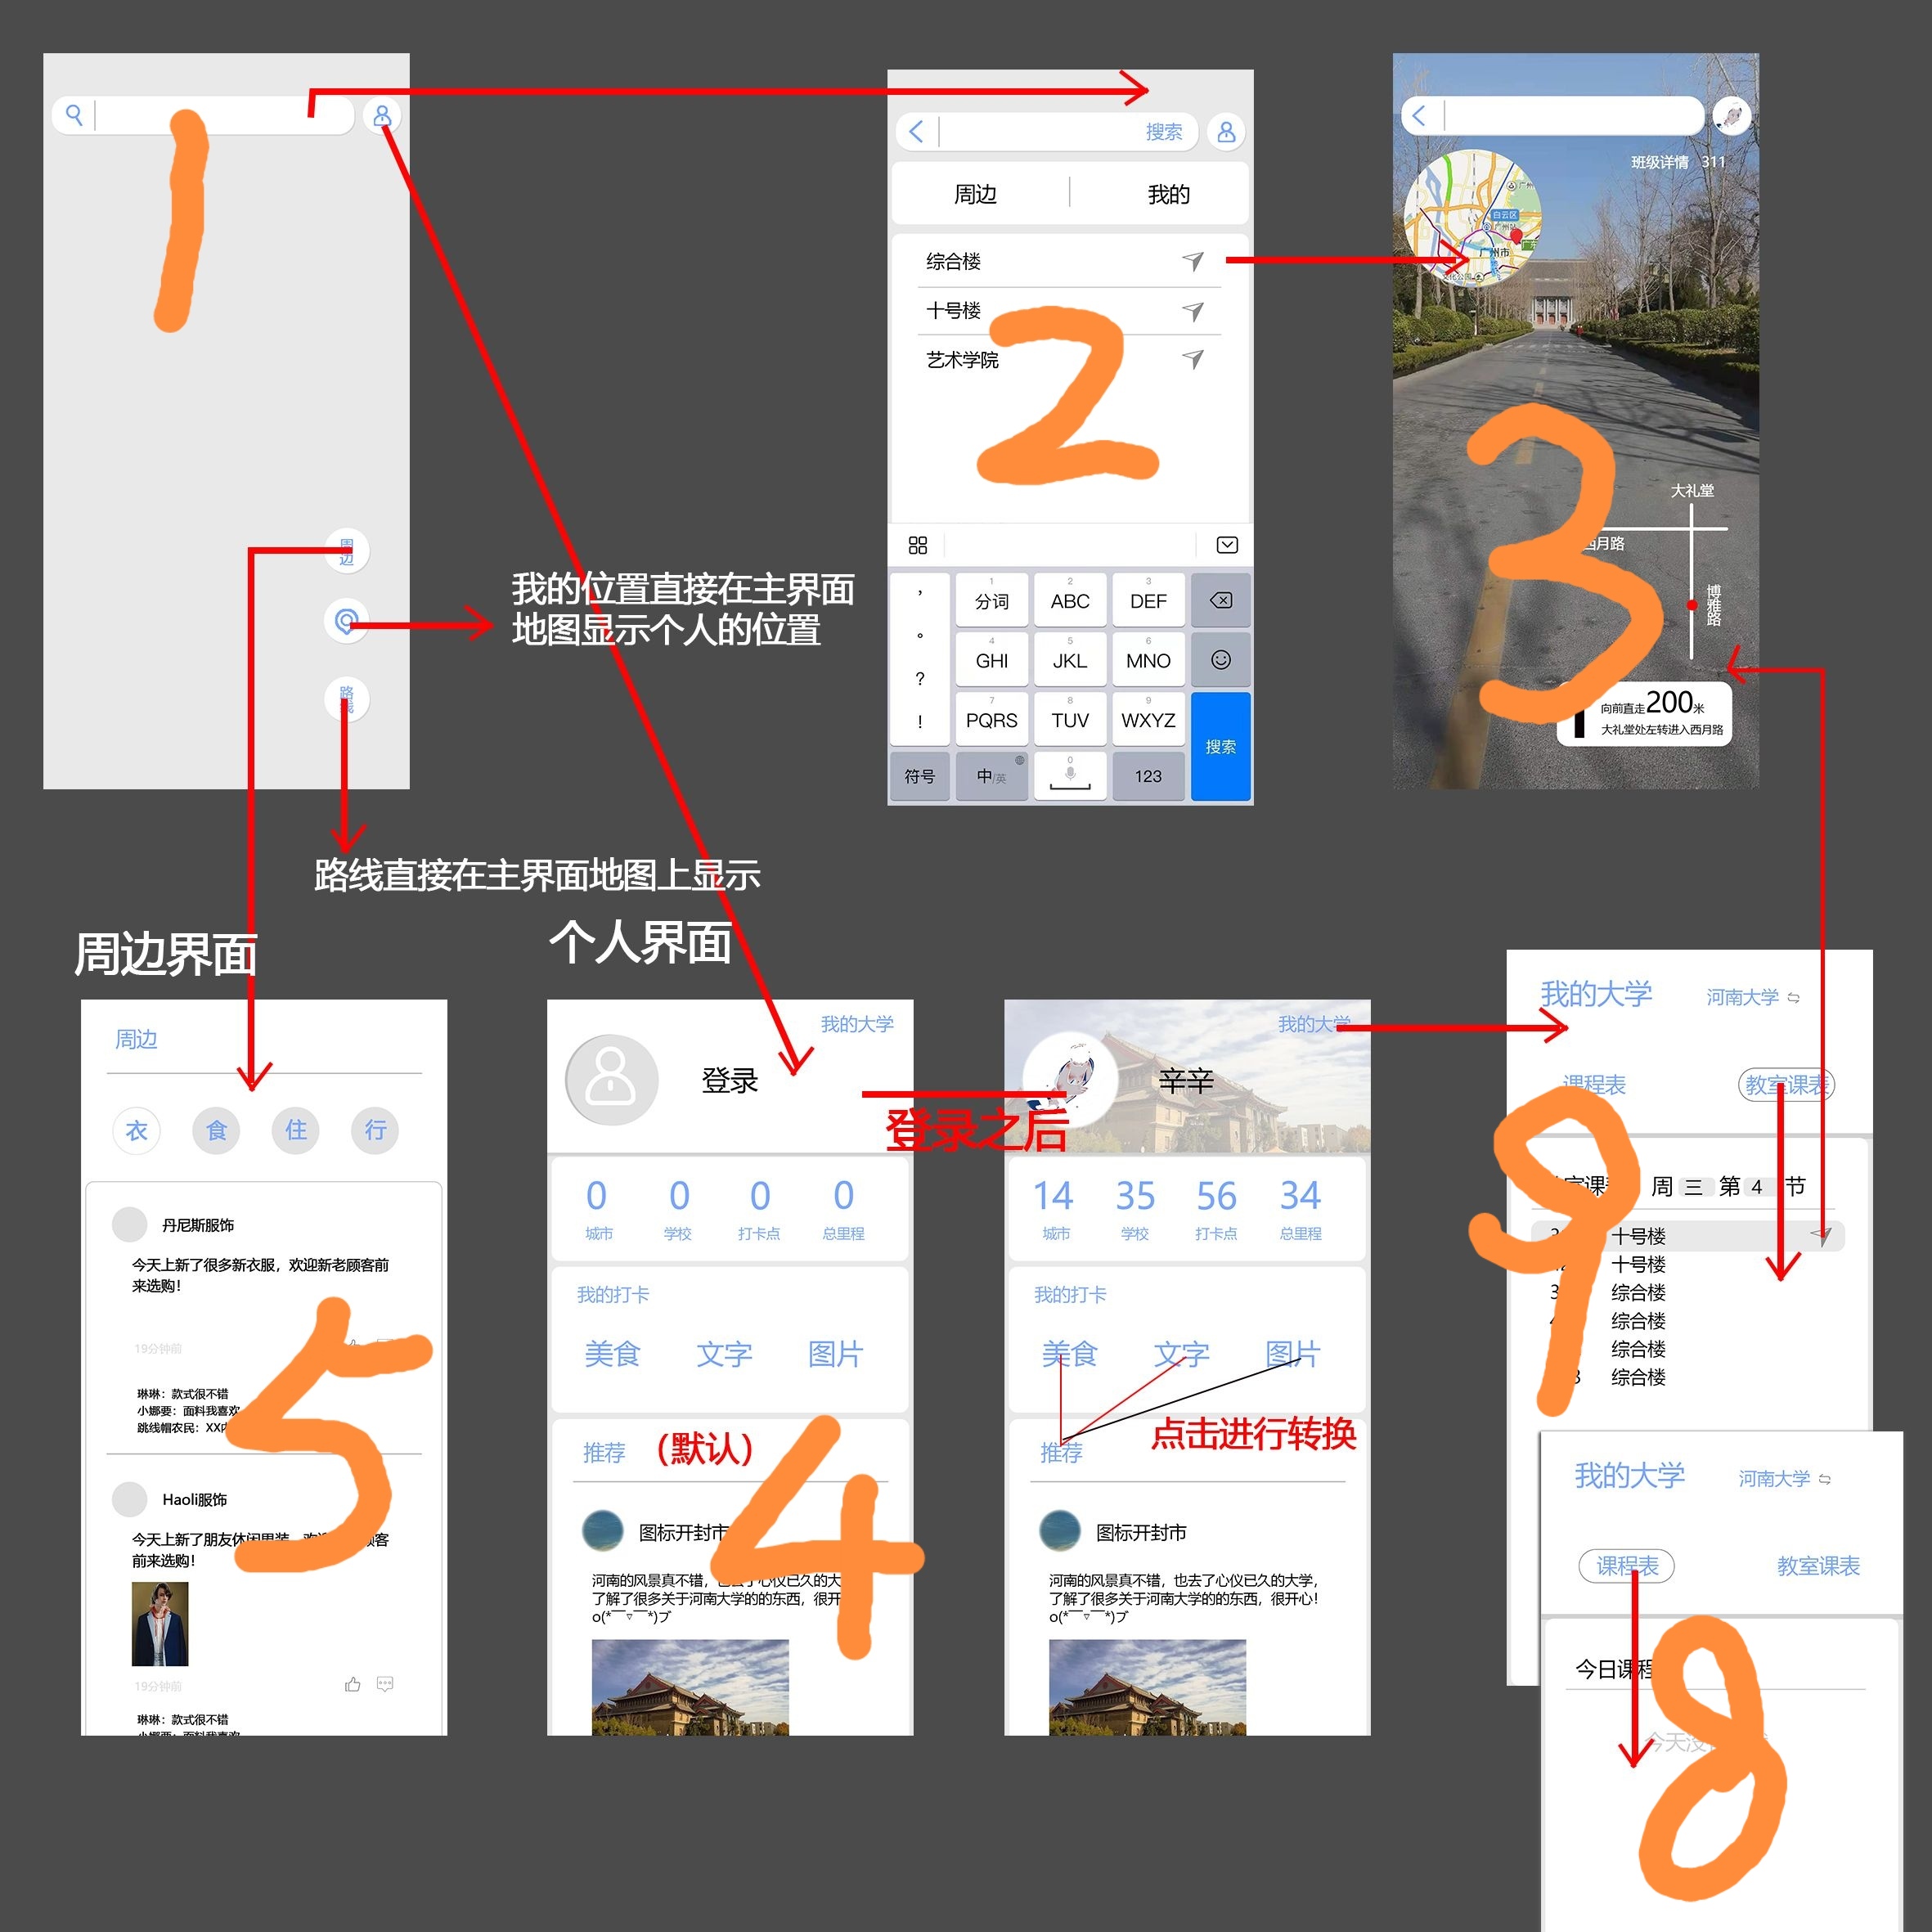 1
周边
路
我的位置直接在主界面
地图显示个人的位置
路线直接在主界面地图上显示
搜索
周边
我的
综合楼
十号楼
艺术学院
2
，
。
?
!
符号
1
分词
2
ABC
3
DEF
4
GHI
5
JKL
6
MNO
7
PQRS
8
TUV
9
WXYZ
中/英
0
123
搜索
班级详情 311
白云区
广州市
大礼堂
西月路
博雅路
3
向前直走200米
大礼堂处左转进入西月路
周边界面
周边
衣
食
住
行
丹尼斯服饰
今天上新了很多新衣服，欢迎新老顾客前
来选购！
19分钟前
琳琳：款式很不错
小娜要：面料我喜欢
跳线帽农民：XX
5
Haoli服饰
今天上新了朋友休闲男装 顾客
前来选购！
19分钟前
琳琳：款式很不错
小娜要：面料我喜欢
个人界面
我的大学
登录
0
0
0
0
城市
学校
打卡点
总里程
我的打卡
美食
文字
图片
推荐
（默认）
图标开封市
河南的风景真不错，也去了心仪已久的大
了解了很多关于河南大学的的东西，很开
o(*￣▽￣*)ブ
4
登录之后
我的大学
辛辛
14
35
56
34
城市
学校
打卡点
总里程
我的打卡
美食
文字
图片
点击进行转换
推荐
图标开封市
河南的风景真不错，也去了心仪已久的大学，
了解了很多关于河南大学的的东西，很开心！
o(*￣▽￣*)ブ
我的大学
河南大学
课程表
教室课表
周 三 第 4 节
十号楼
十号楼
综合楼
综合楼
综合楼
综合楼
9
我的大学
河南大学
课程表
教室课表
今日课程
今天没
8